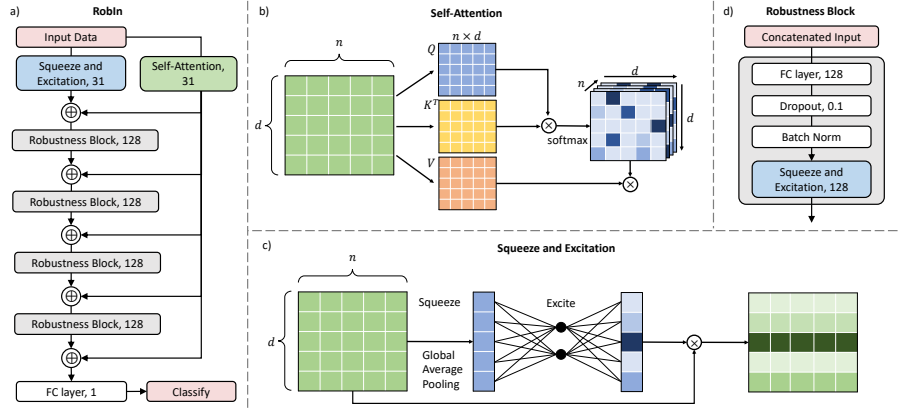 a)
RobIn
Input Data
Squeeze and
Excitation, 31
Self-Attention,
31
Robustness Block, 128
Robustness Block, 128
Robustness Block, 128
Robustness Block, 128
FC layer, 1
Classify
b)
Self-Attention
n
d
Q
n × d
K^T
V
softmax
n
d
d
c)
Squeeze and Excitation
n
d
Squeeze
Global
Average
Pooling
Excite
d)
Robustness Block
Concatenated Input
FC layer, 128
Dropout, 0.1
Batch Norm
Squeeze and
Excitation, 128